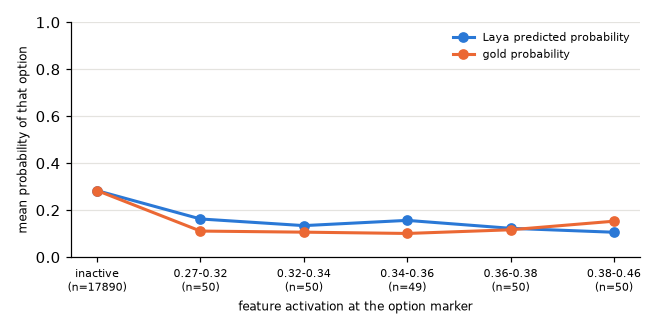 1.0
0.8
0.6
0.4
0.2
0.0
mean probability of that option
Laya predicted probability
gold probability
inactive
(n=17890)
0.27-0.32
(n=50)
0.32-0.34
(n=50)
0.34-0.36
(n=49)
0.36-0.38
(n=50)
0.38-0.46
(n=50)
feature activation at the option marker